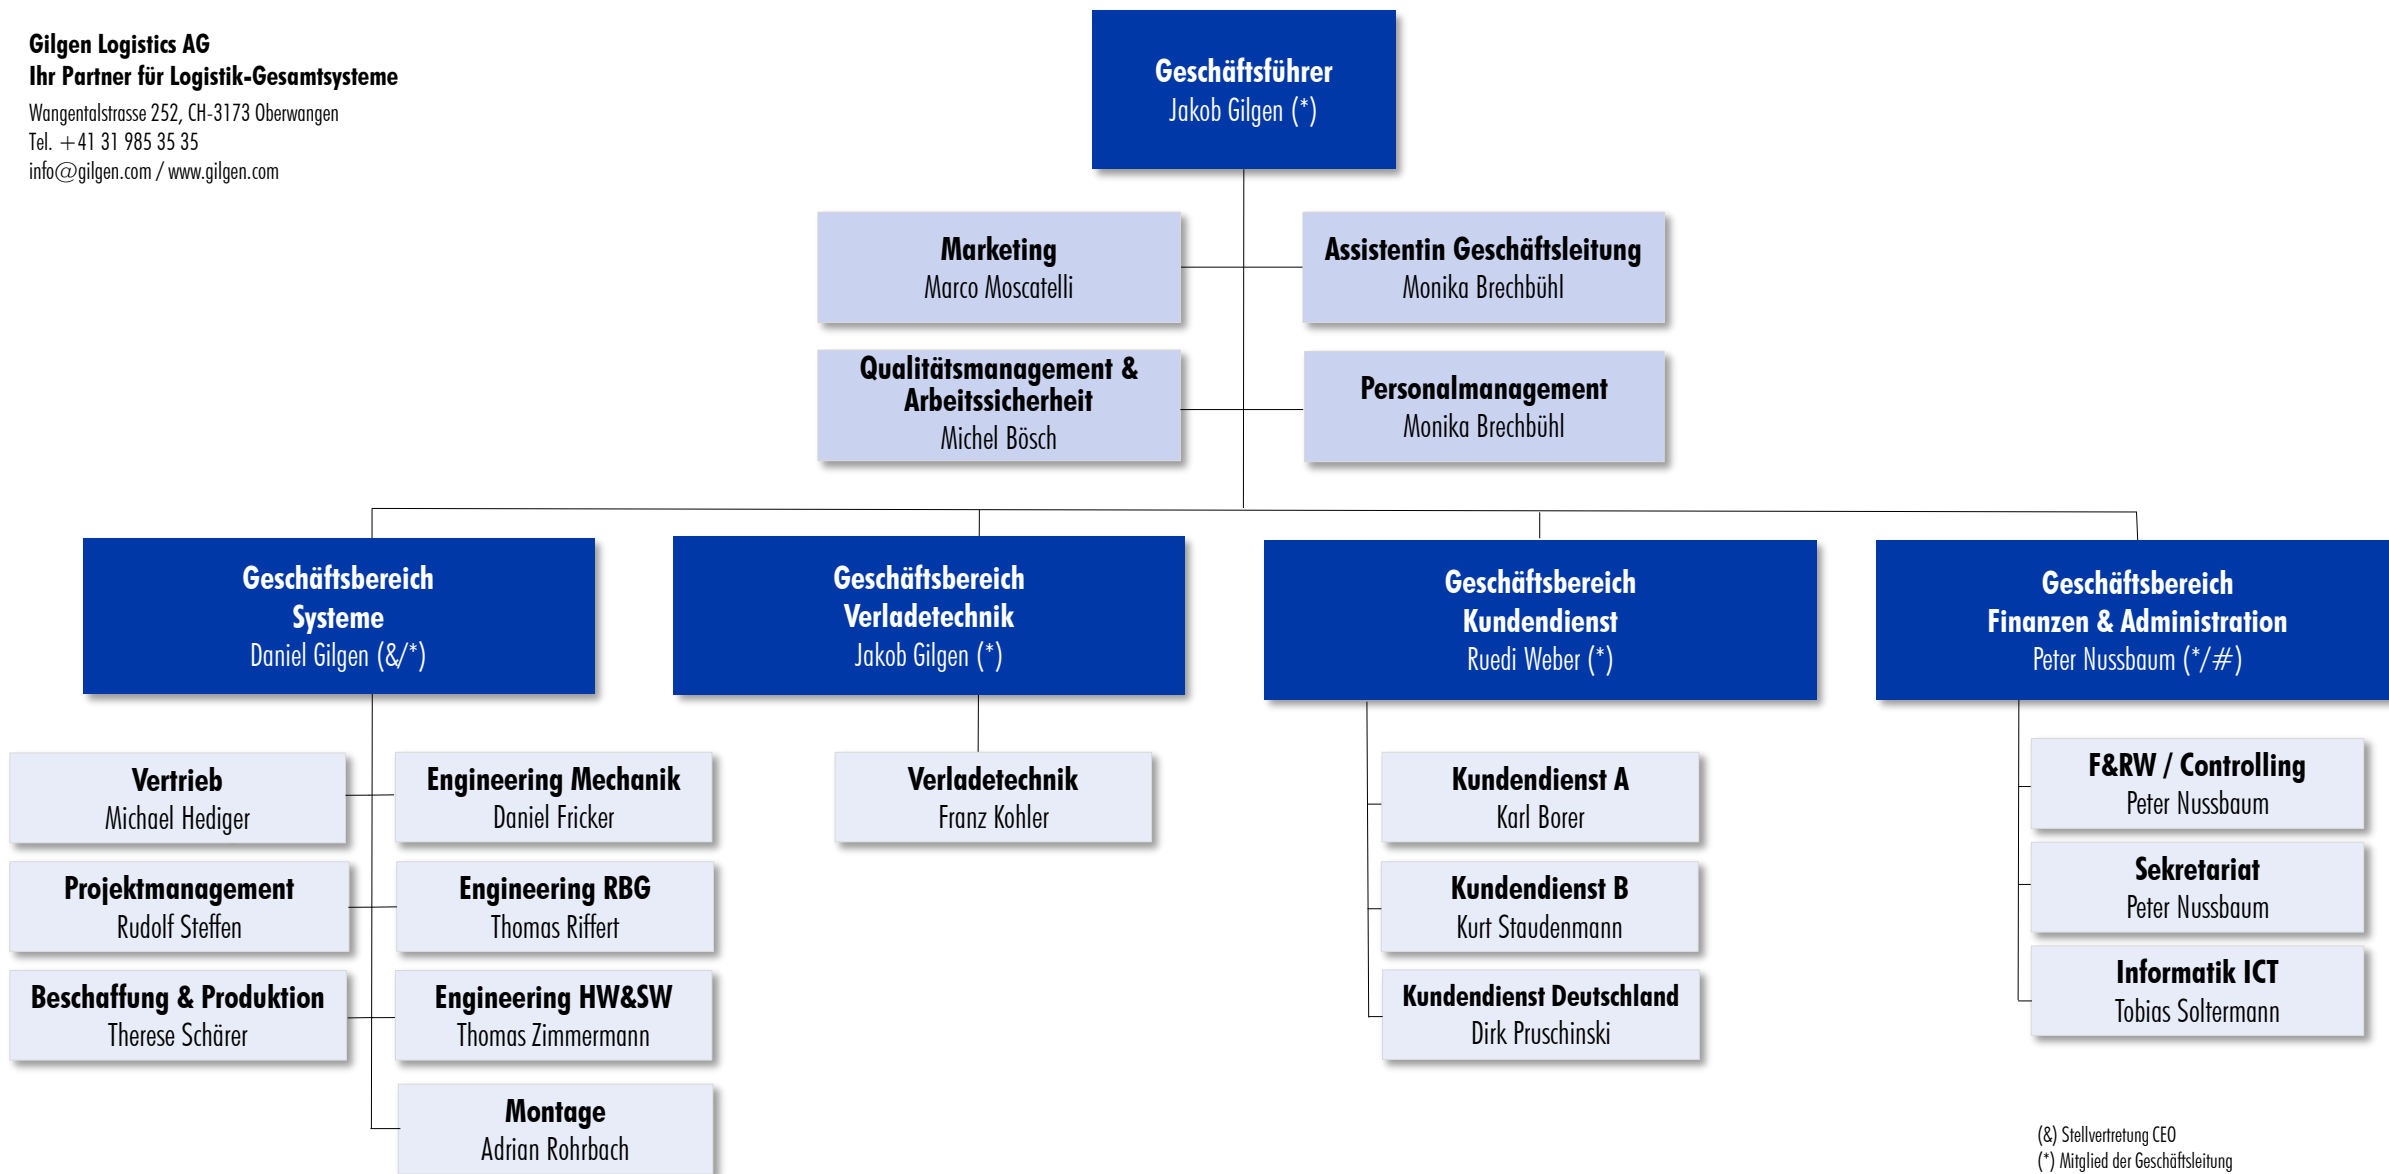 Gilgen Logistics AG
Ihr Partner für Logistik-Gesamtsysteme
Wangentalstrasse 252, CH-3173 Oberwangen
Tel. +41 31 985 35 35
info@gilgen.com / www.gilgen.com
Geschäftsführer
Jakob Gilgen (*)
Marketing
Marco Moscatelli
Assistentin Geschäftsleitung
Monika Brechbühl
Qualitätsmanagement &
Arbeitssicherheit
Michel Bösch
Personalmanagement
Monika Brechbühl
Geschäftsbereich
Systeme
Daniel Gilgen (&/*)
Geschäftsbereich
Verladetechnik
Jakob Gilgen (*)
Geschäftsbereich
Kundendienst
Ruedi Weber (*)
Geschäftsbereich
Finanzen & Administration
Peter Nussbaum (*/#)
Vertrieb
Michael Hediger
Engineering Mechanik
Daniel Fricker
Projektmanagement
Rudolf Steffen
Engineering RBG
Thomas Riffert
Beschaffung & Produktion
Therese Schärer
Engineering HW&SW
Thomas Zimmermann
Montage
Adrian Rohrbach
Verladetechnik
Franz Kohler
Kundendienst A
Karl Borer
Kundendienst B
Kurt Staudenmann
Kundendienst Deutschland
Dirk Pruschinski
F&RW / Controlling
Peter Nussbaum
Sekretariat
Peter Nussbaum
Informatik ICT
Tobias Soltermann
(&) Stellvertretung CEO
(*) Mitglied der Geschäftsleitung